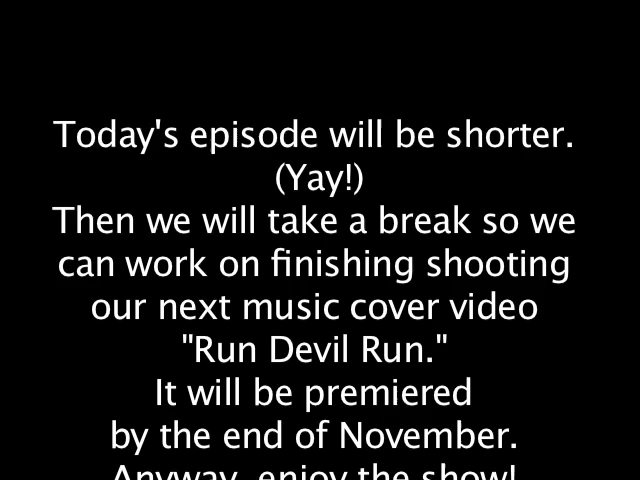 Today's episode will be shorter.
(Yay!)
Then we will take a break so we
can work on finishing shooting
our next music cover video
"Run Devil Run."
It will be premiered
by the end of November.
Anyway, enjoy the show!